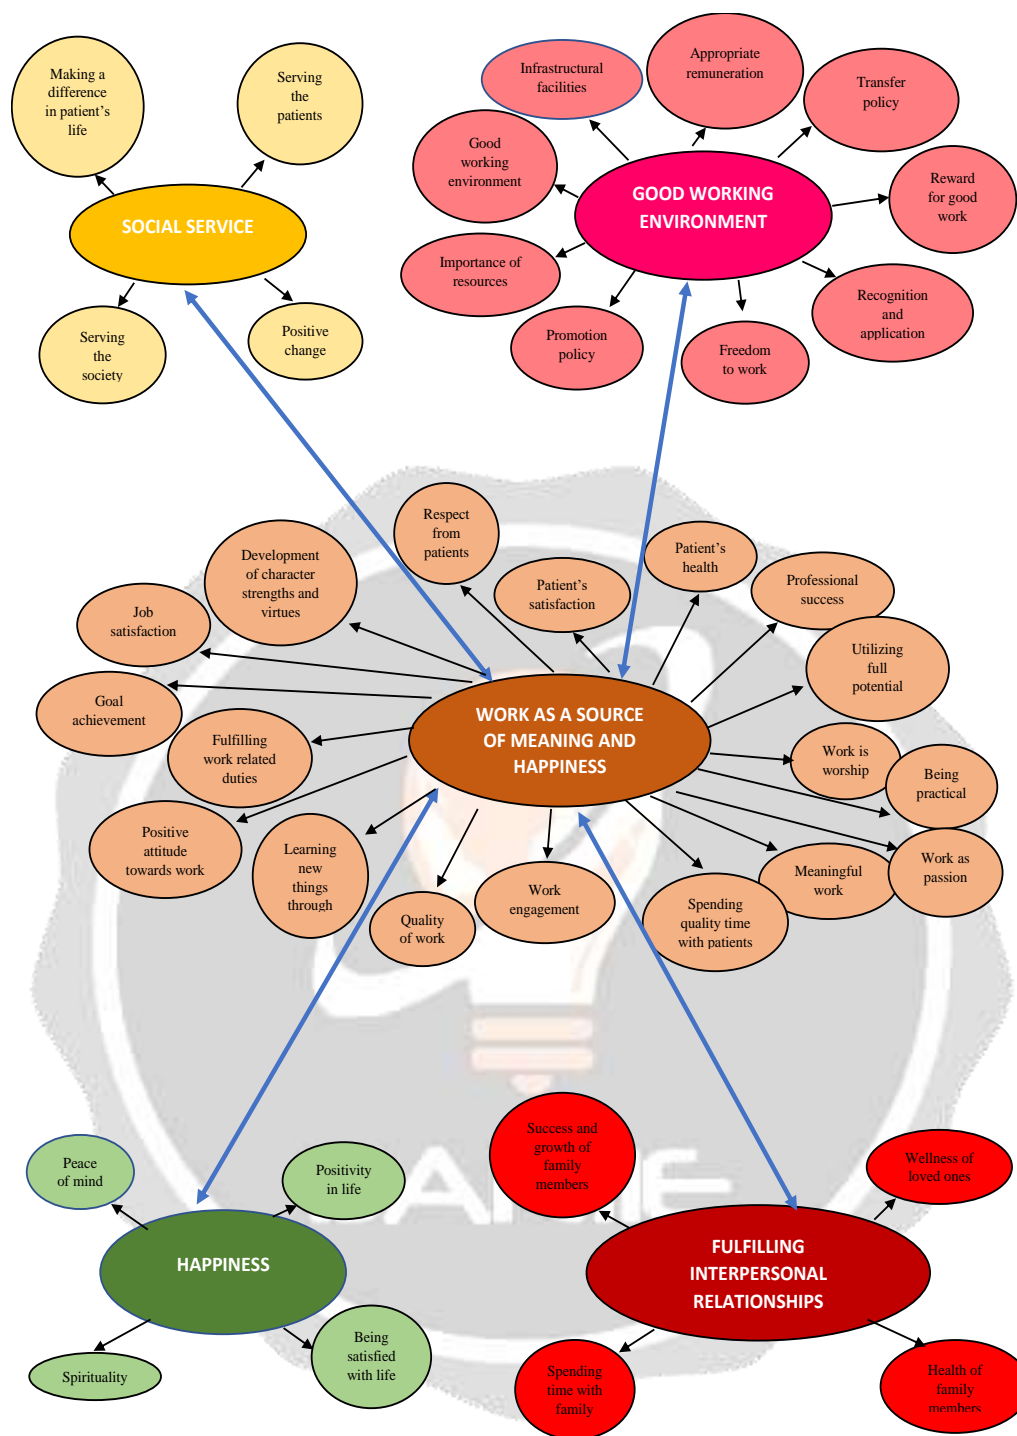 Making a
difference
in patient's
life
Serving
the
patients
SOCIAL SERVICE
Serving
the
society
Positive
change
Infrastructural
facilities
Appropriate
remuneration
Transfer
policy
Good
working
environment
Reward
for good
work
GOOD WORKING
ENVIRONMENT
Importance of
resources
Recognition
and
application
Promotion
policy
Freedom
to work
Respect
from
patients
Development
of character
strengths and
virtues
Patient's
satisfaction
Patient's
health
Professional
success
Job
satisfaction
Utilizing
full
potential
Goal
achievement
Fulfilling
work related
duties
WORK AS A SOURCE
OF MEANING AND
HAPPINESS
Work is
worship
Being
practical
Positive
attitude
towards work
Learning
new
things
through
Quality
of work
Work
engagement
Spending
quality time
with patients
Meaningful
work
Work as
passion
Peace
of mind
Positivity
in life
HAPPINESS
Spirituality
Being
satisfied
with life
Success and
growth of
family
members
Wellness of
loved ones
FULFILLING
INTERPERSONAL
RELATIONSHIPS
Spending
time with
family
Health of
family
members